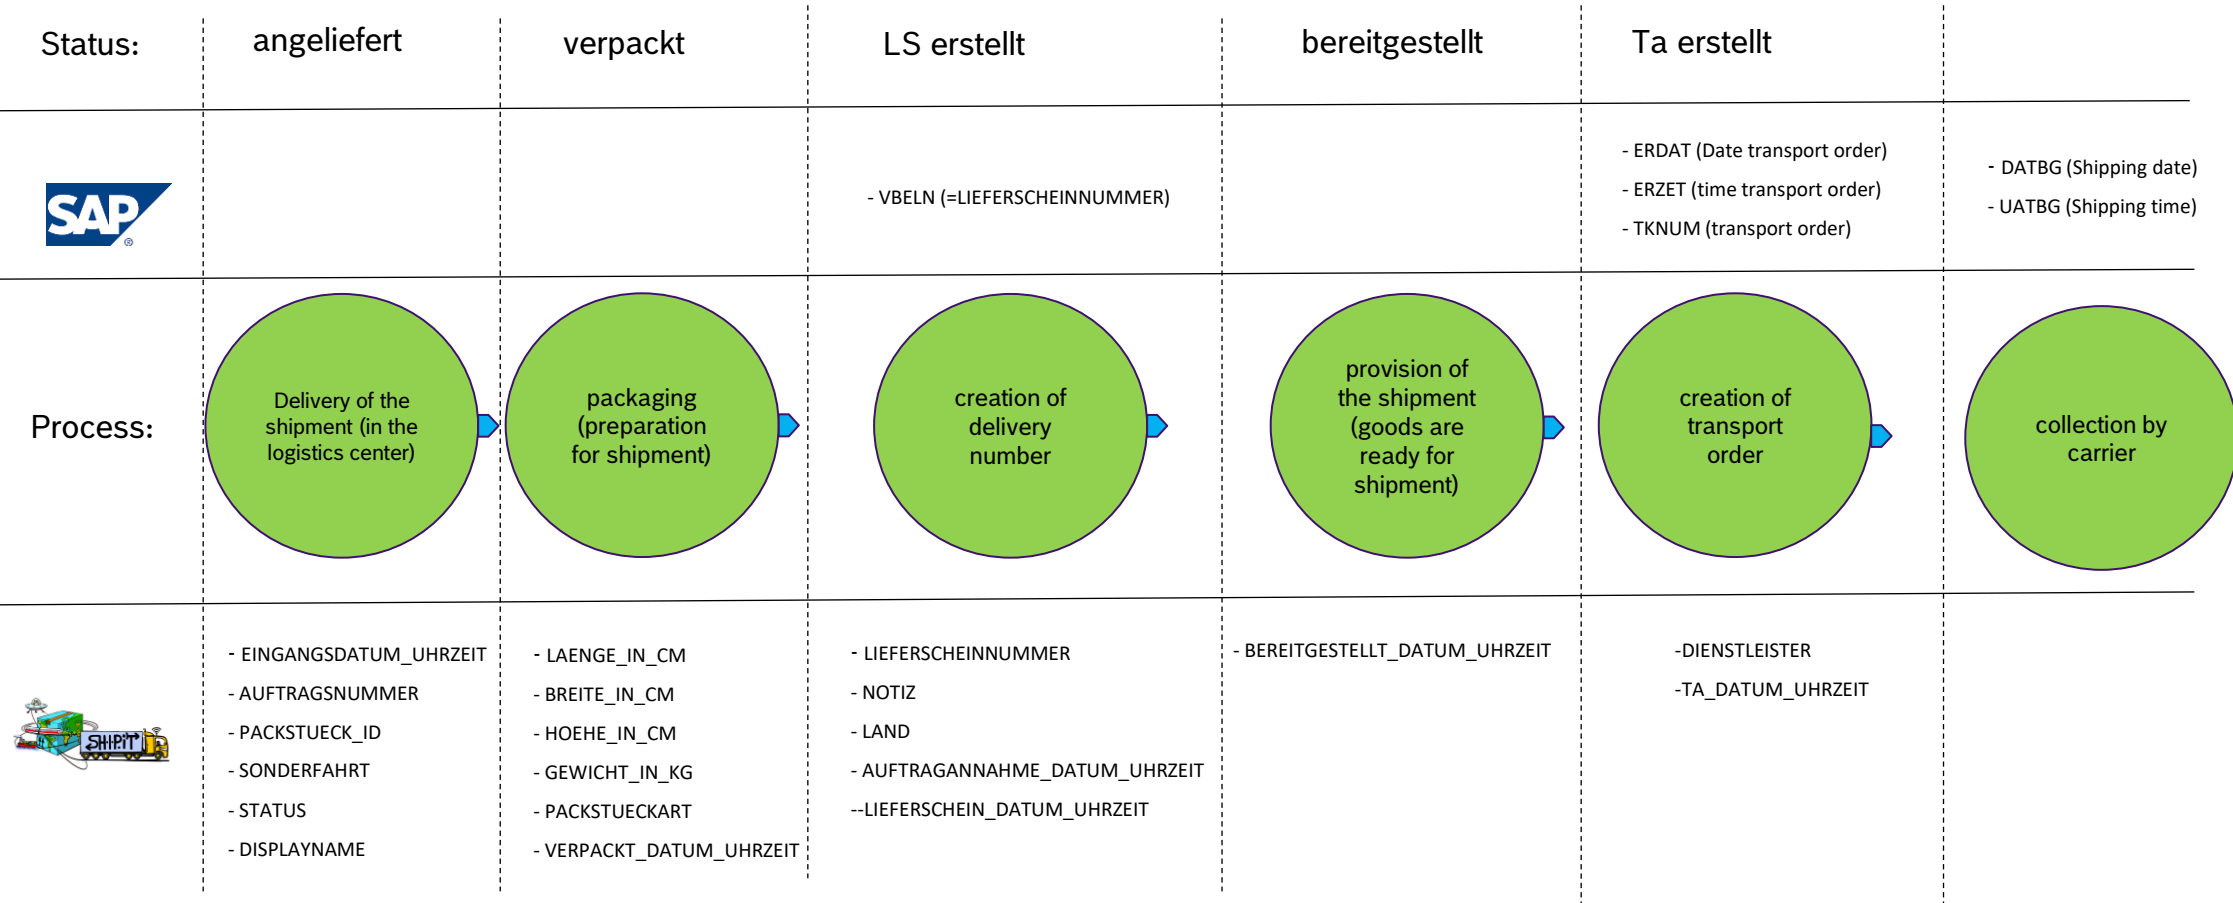 Status:
angeliefert
verpackt
LS erstellt
bereitgestellt
Ta erstellt
SAP
®
- VBELN (=LIEFERSCHEINNUMMER)
- ERDAT (Date transport order)
- ERZET (time transport order)
- TKNUM (transport order)
- DATBG (Shipping date)
- UATBG (Shipping time)
Process:
Delivery of the
shipment (in the
logistics center)
packaging
(preparation
for shipment)
creation of
delivery
number
provision of
the shipment
(goods are
ready for
shipment)
creation of
transport
order
collection by
carrier
SHIPiT
- EINGANGSDATUM_UHRZEIT
- AUFTRAGSNUMMER
- PACKSTUECK_ID
- SONDERFAHRT
- STATUS
- DISPLAYNAME
- LAENGE_IN_CM
- BREITE_IN_CM
- HOEHE_IN_CM
- GEWICHT_IN_KG
- PACKSTUECKART
- VERPACKT_DATUM_UHRZEIT
- LIEFERSCHEINNUMMER
- NOTIZ
- LAND
- AUFTRAGANNAHME_DATUM_UHRZEIT
--LIEFERSCHEIN_DATUM_UHRZEIT
- BEREITGESTELLT_DATUM_UHRZEIT
-DIENSTLEISTER
-TA_DATUM_UHRZEIT